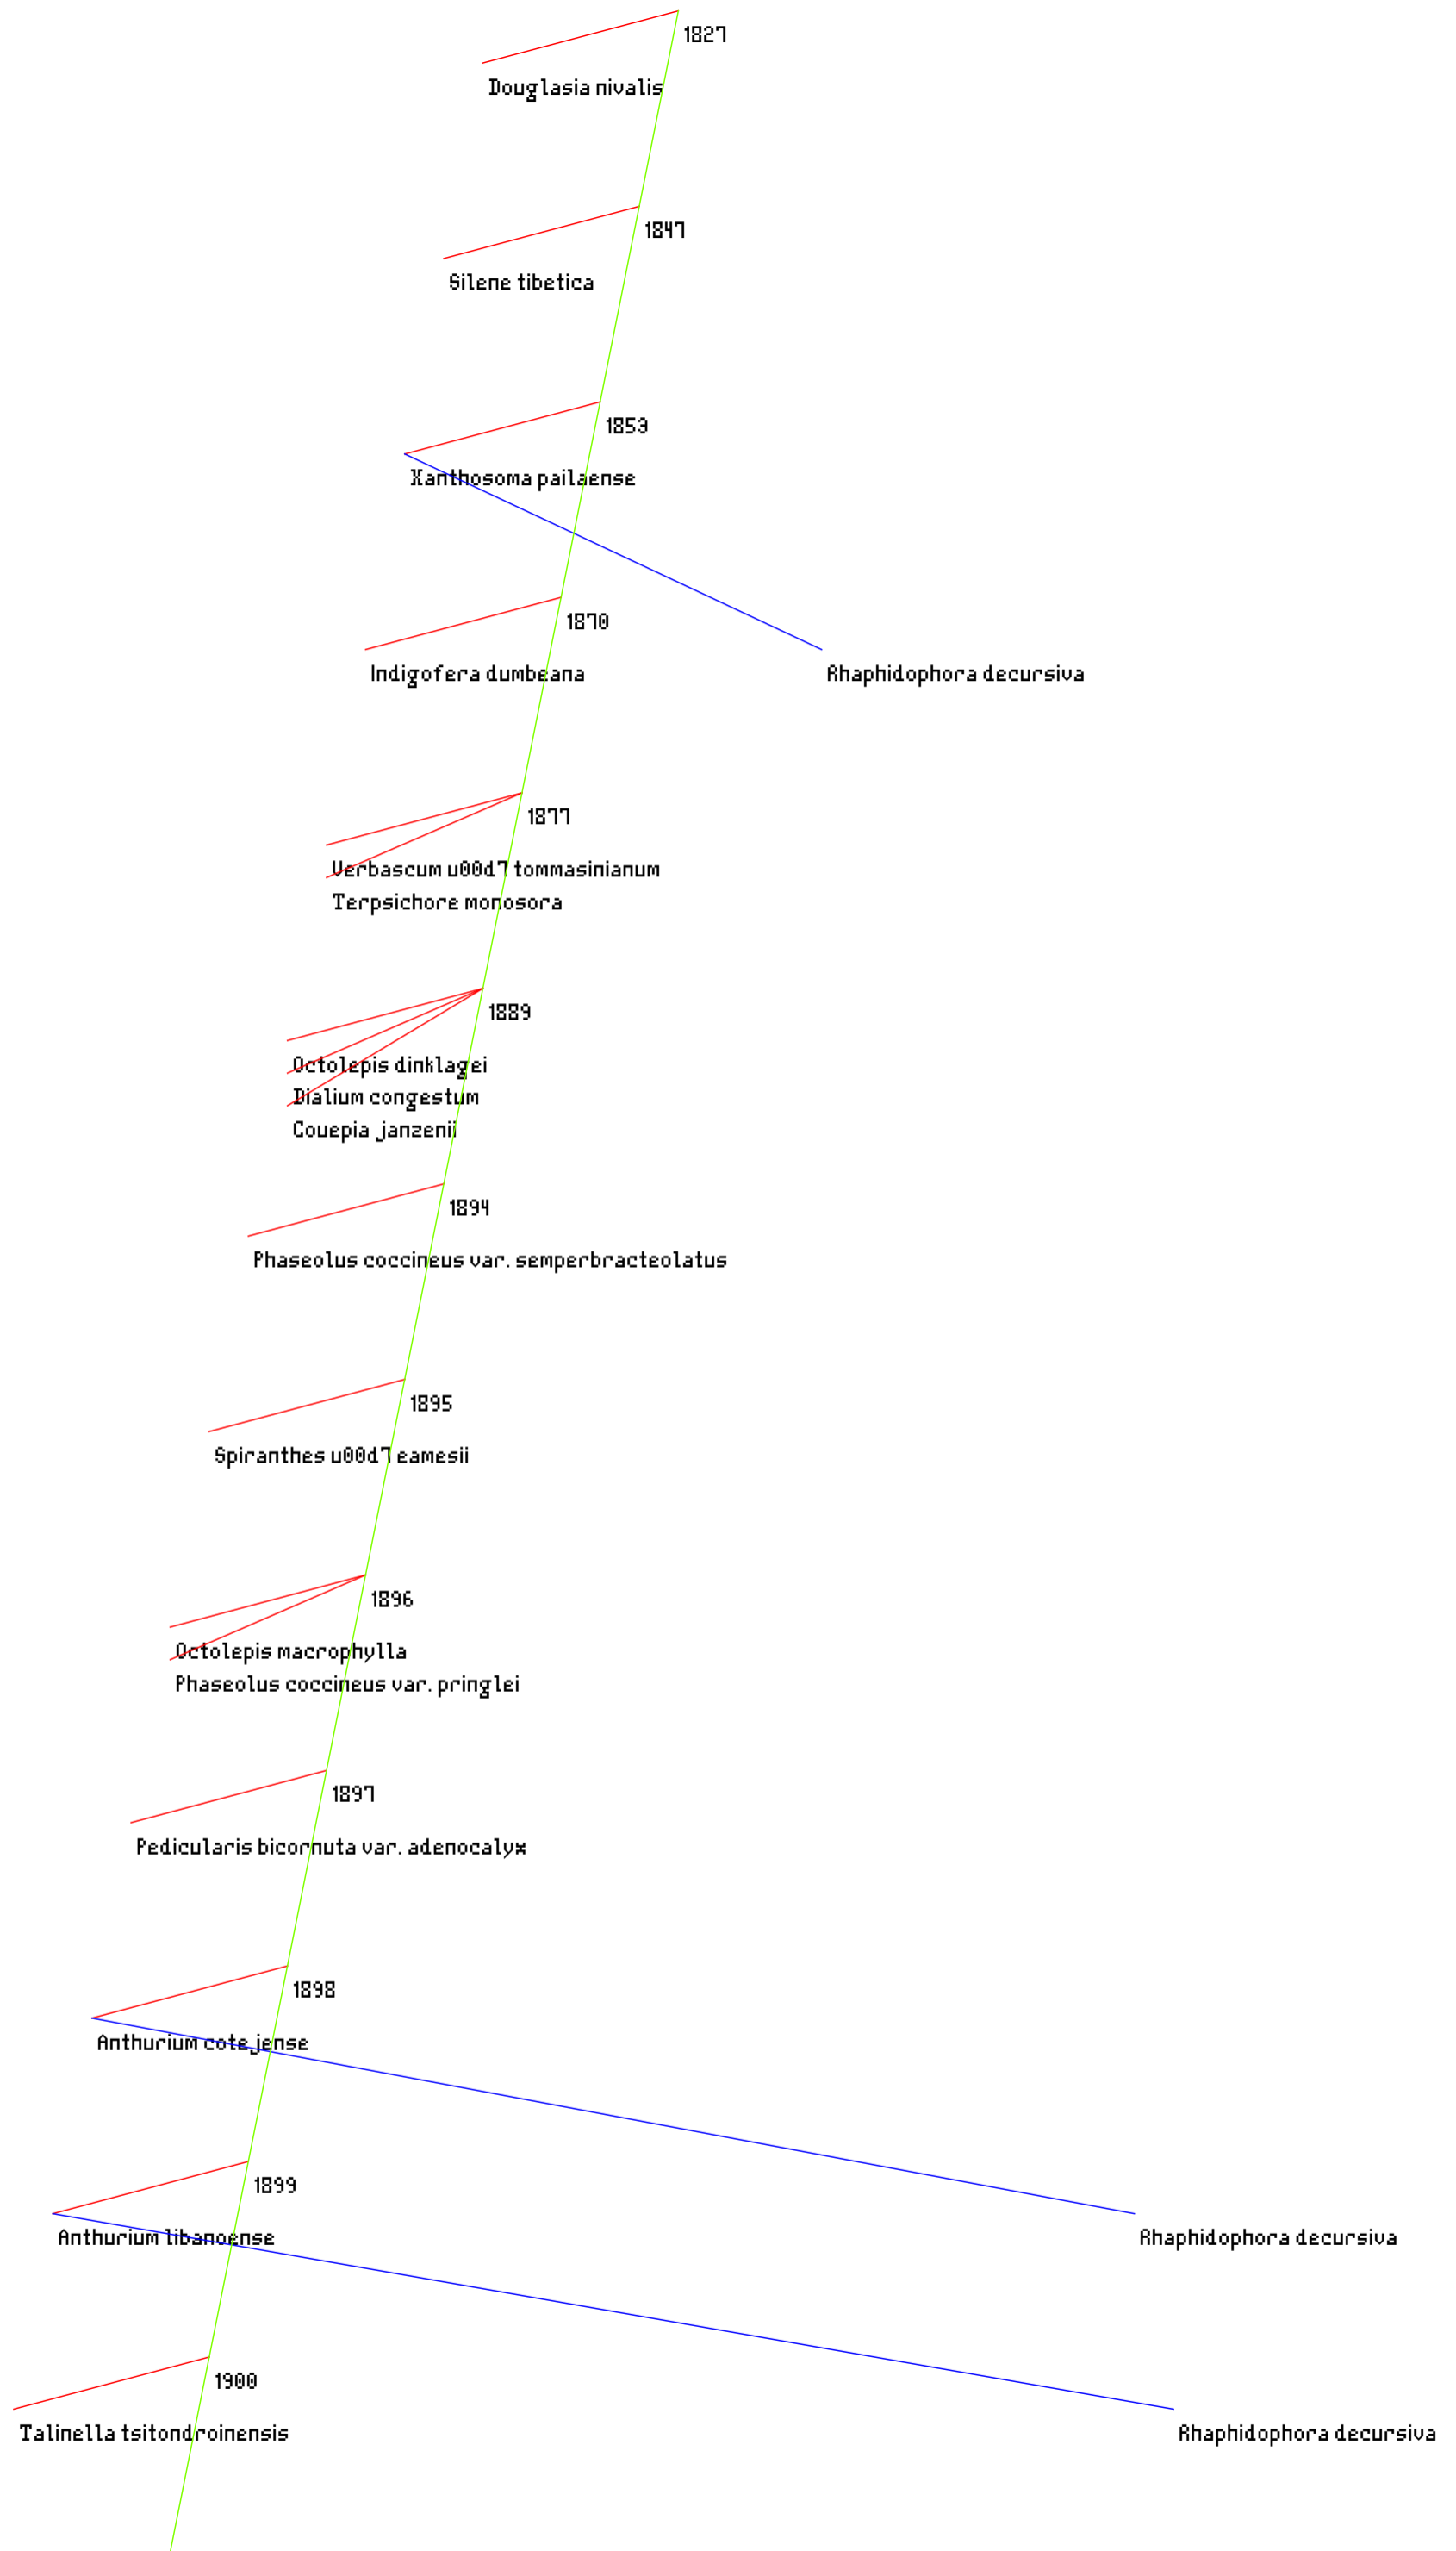 1827
Douglasia nivalis
1847
Silene tibetica
1859
Xanthosoma pailaense
1870
Indigofera dumbeana
Rhaphidophora decursiva
1877
Verbascum u00d7 tommasinianum
Terpsichore monosora
1889
Octolepis dinklagei
Dialium congestum
Couepia janzenii
1894
Phaseolus coccineus var. semperbracteolatus
1895
Spiranthes u00d7 eamesii
1896
Octolepis macrophylla
Phaseolus coccineus var. pringlei
1897
Pedicularis bicornuta var. adenocalyx
1898
Anthurium cotejense
1899
Anthurium libanoense
Rhaphidophora decursiva
1900
Talinella tsitondroinensis
Rhaphidophora decursiva